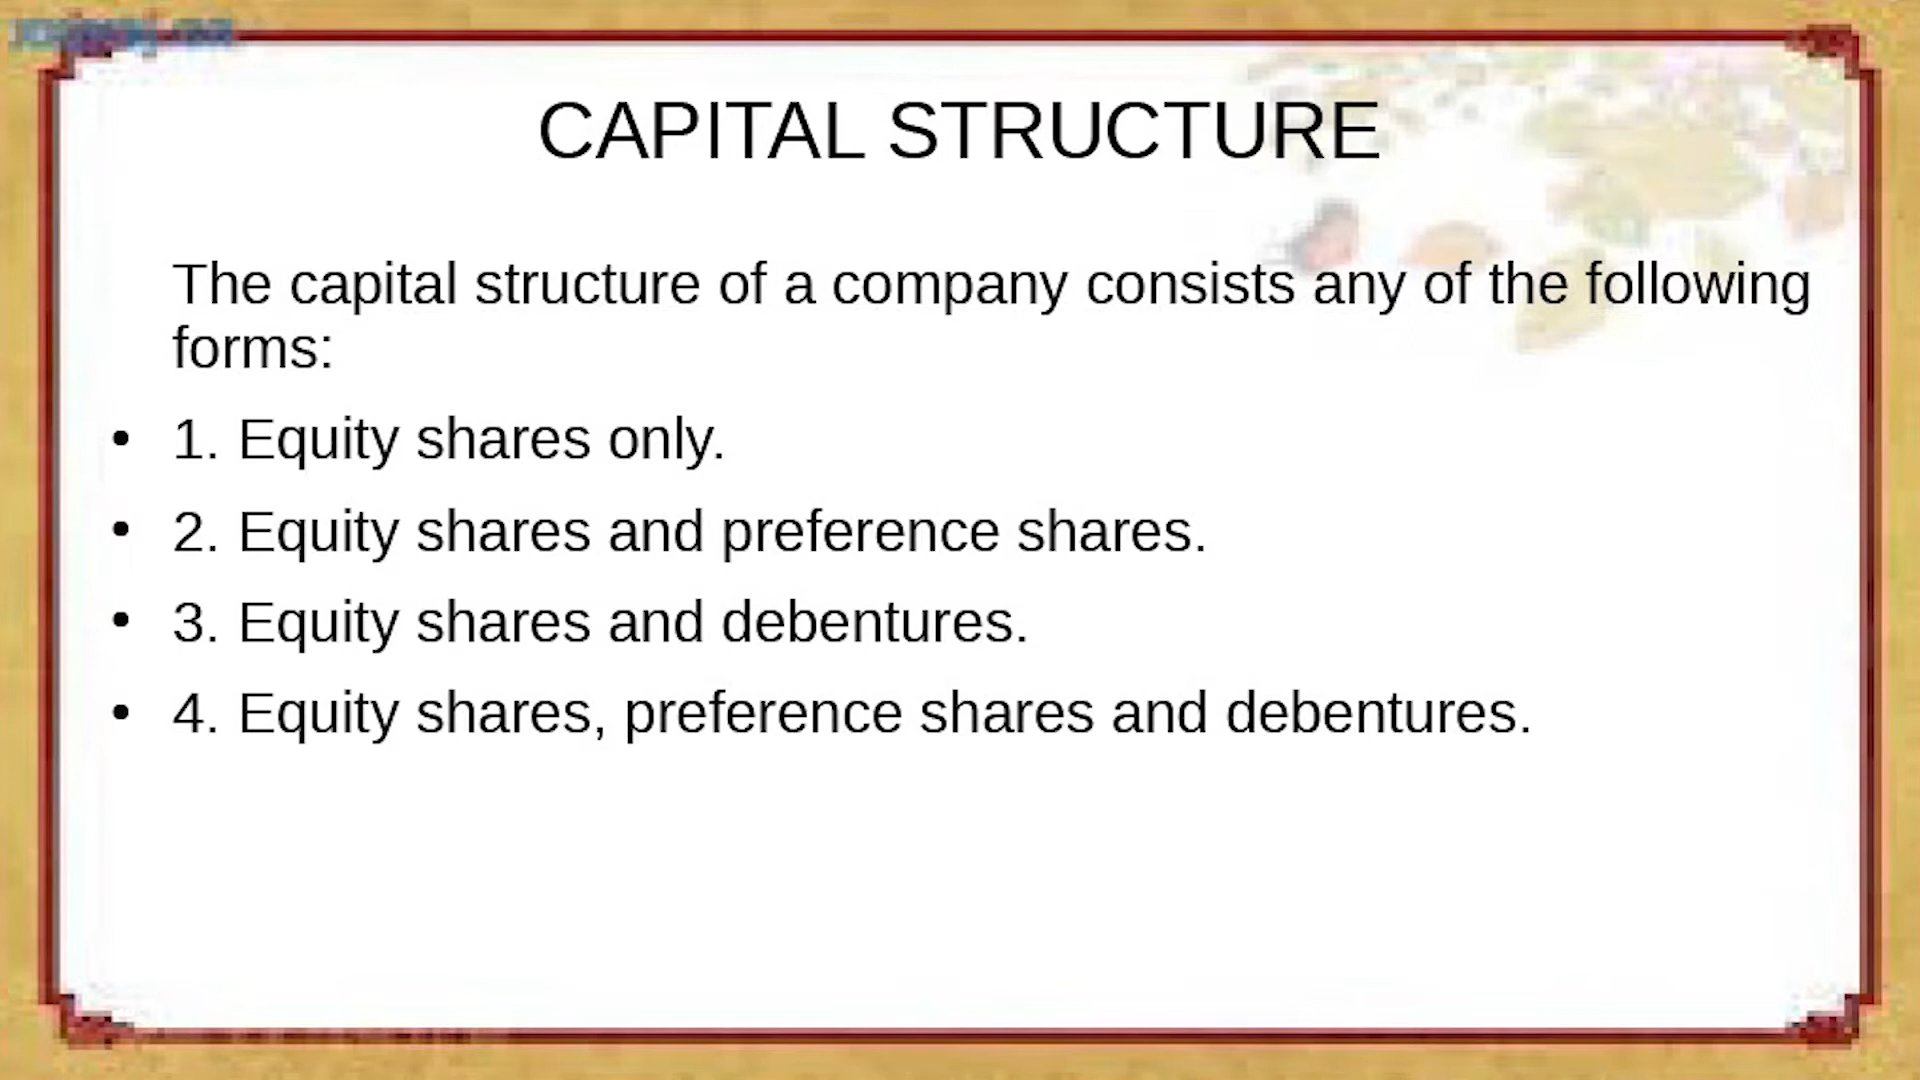 CAPITAL STRUCTURE
The capital structure of a company consists any of the following
forms:
• 1. Equity shares only.
• 2. Equity shares and preference shares.
• 3. Equity shares and debentures.
• 4. Equity shares, preference shares and debentures.